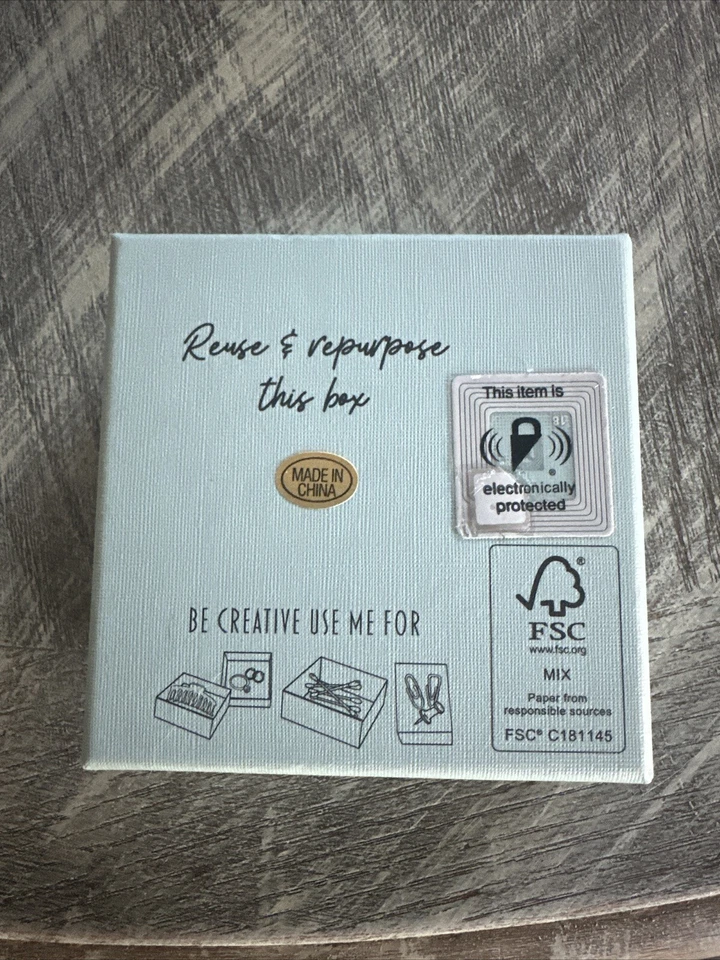 Reuse & repurpose
this box
This item is
electronically
protected
MADE IN
CHINA
FSC®
www.fsc.org
MIX
Paper from
responsible sources
FSC® C181145
BE CREATIVE USE ME FOR